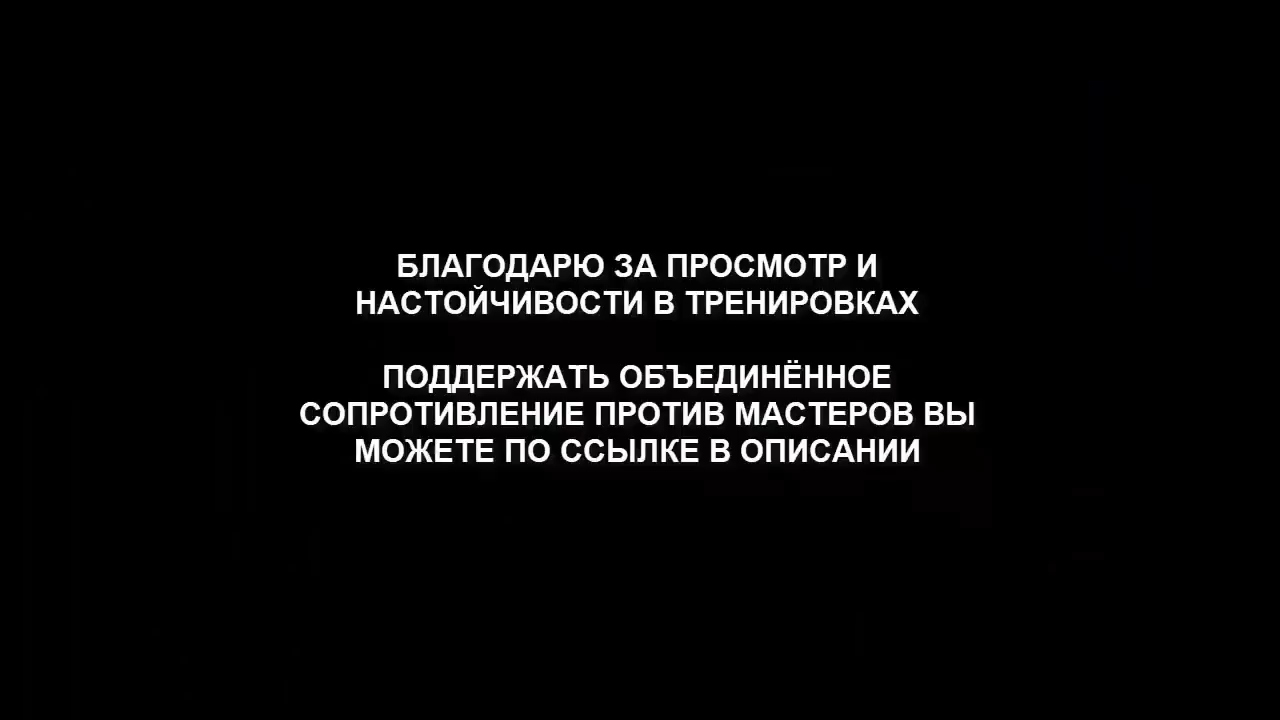 БЛАГОДАРЮ ЗА ПРОСМОТР И
НАСТОЙЧИВОСТИ В ТРЕНИРОВКАХ
ПОДДЕРЖАТЬ ОБЪЕДИНЁННОЕ
СОПРОТИВЛЕНИЕ ПРОТИВ МАСТЕРОВ ВЫ
МОЖЕТЕ ПО ССЫЛКЕ В ОПИСАНИИ